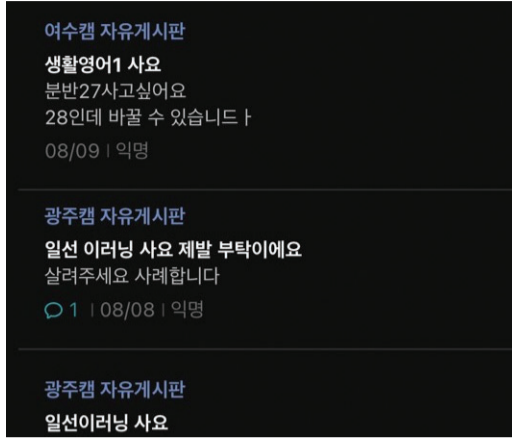 여수캠 자유게시판
생활영어1 사요
분반27사고싶어요
28인데 바꿀 수 있습니드ㅏ
08/09 | 익명
광주캠 자유게시판
일선 이러닝 사요 제발 부탁이에요
살려주세요 사례합니다
1 | 08/08 | 익명
광주캠 자유게시판
일선이러닝 사요